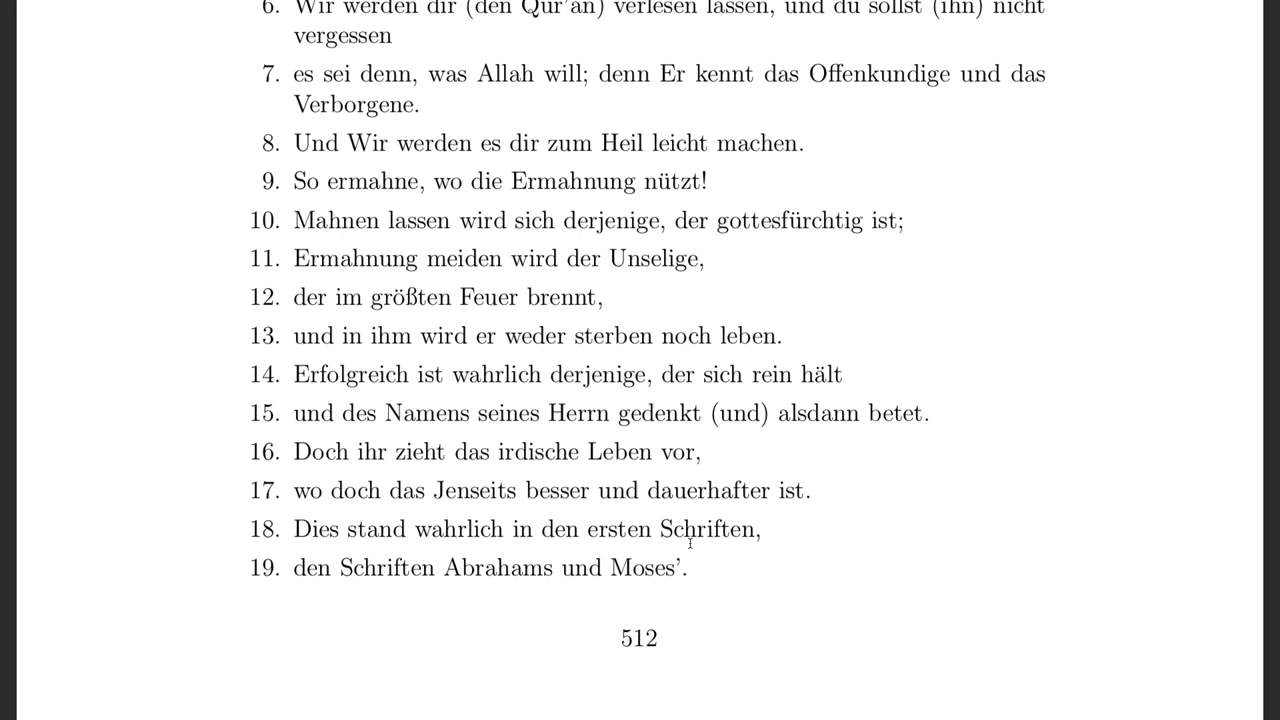 6. Wir werden dir (den Qur'an) verlesen lassen, und du sollst (ihn) nicht
vergessen
7. es sei denn, was Allah will; denn Er kennt das Offenkundige und das
Verborgene.
8. Und Wir werden es dir zum Heil leicht machen.
9. So ermahne, wo die Ermahnung nützt!
10. Mahnen lassen wird sich derjenige, der gottesfürchtig ist;
11. Ermahnung meiden wird der Unselige,
12. der im größten Feuer brennt,
13. und in ihm wird er weder sterben noch leben.
14. Erfolgreich ist wahrlich derjenige, der sich rein hält
15. und des Namens seines Herrn gedenkt (und) alsdann betet.
16. Doch ihr zieht das irdische Leben vor,
17. wo doch das Jenseits besser und dauerhafter ist.
18. Dies stand wahrlich in den ersten Schriften,
19. den Schriften Abrahams und Moses'.
512